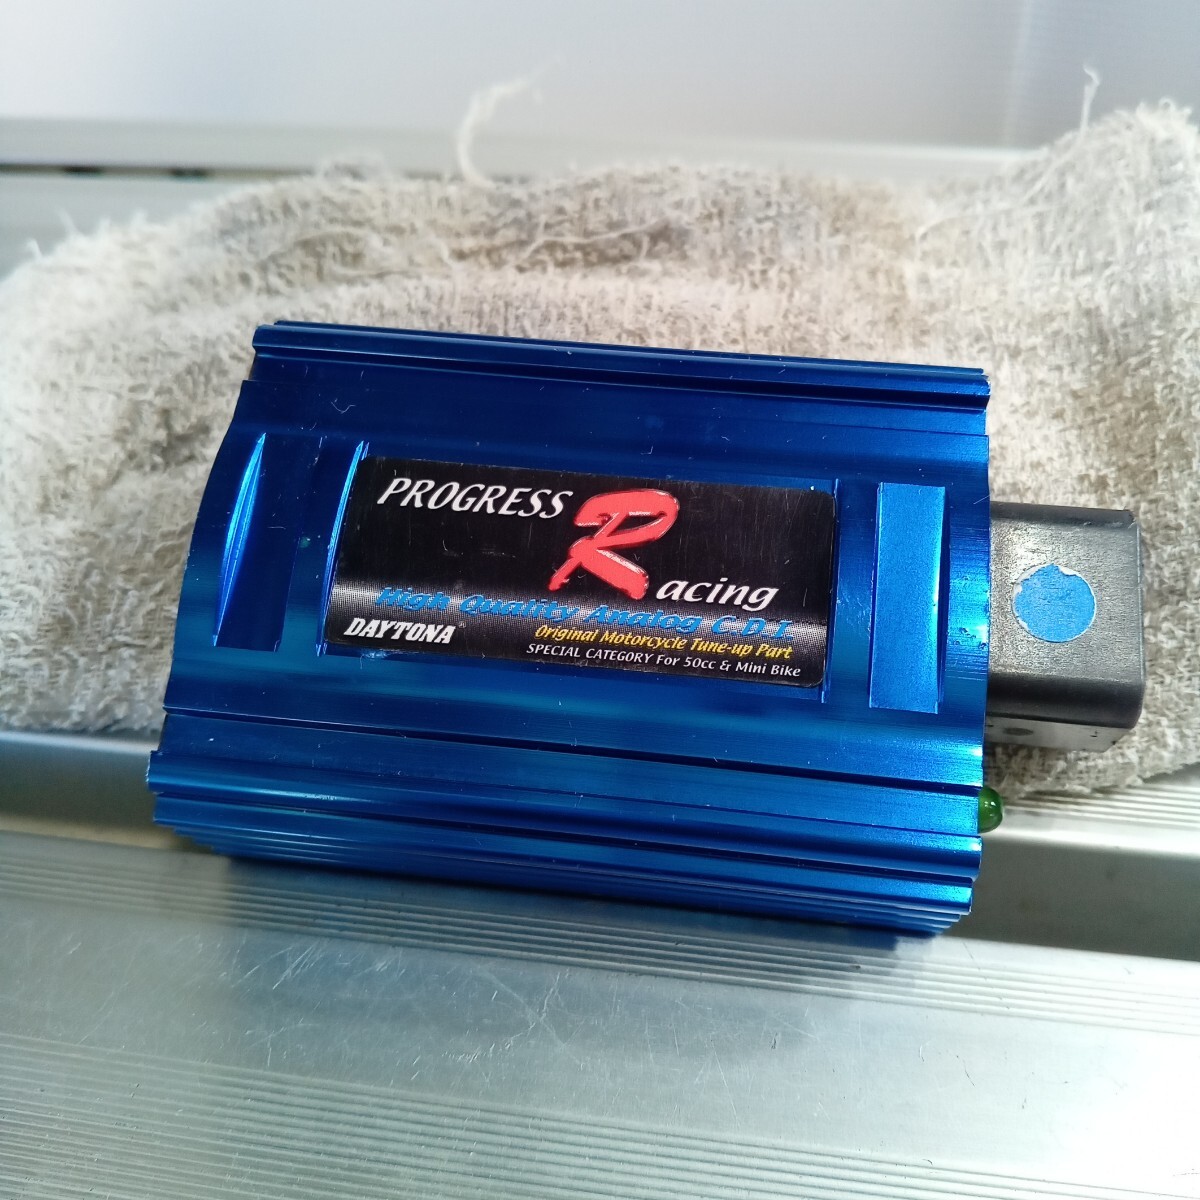 PROGRESS Racing
High Quality Analog C.D.I.
DAYTONA
Original Motorcycle Tune-up Part
SPECIAL CATEGORY For 50cc & Mini Bike